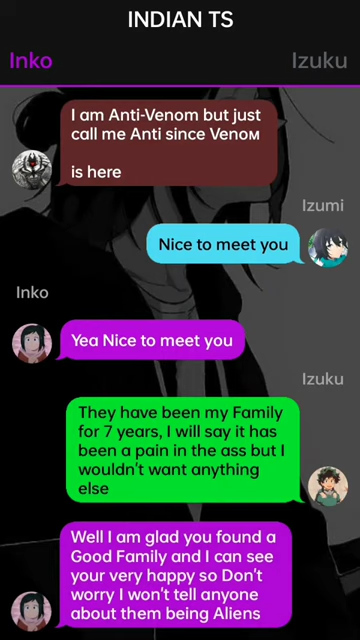 INDIAN TS
Inko
Izuku
I am Anti-Venom but just
call me Anti since Venom
is here
Izumi
Nice to meet you
Inko
Yea Nice to meet you
Izuku
They have been my Family
for 7 years, I will say it has
been a pain in the ass but I
wouldn't want anything
else
Well I am glad you found a
Good Family and I can see
your very happy so Don't
worry I won't tell anyone
about them being Aliens